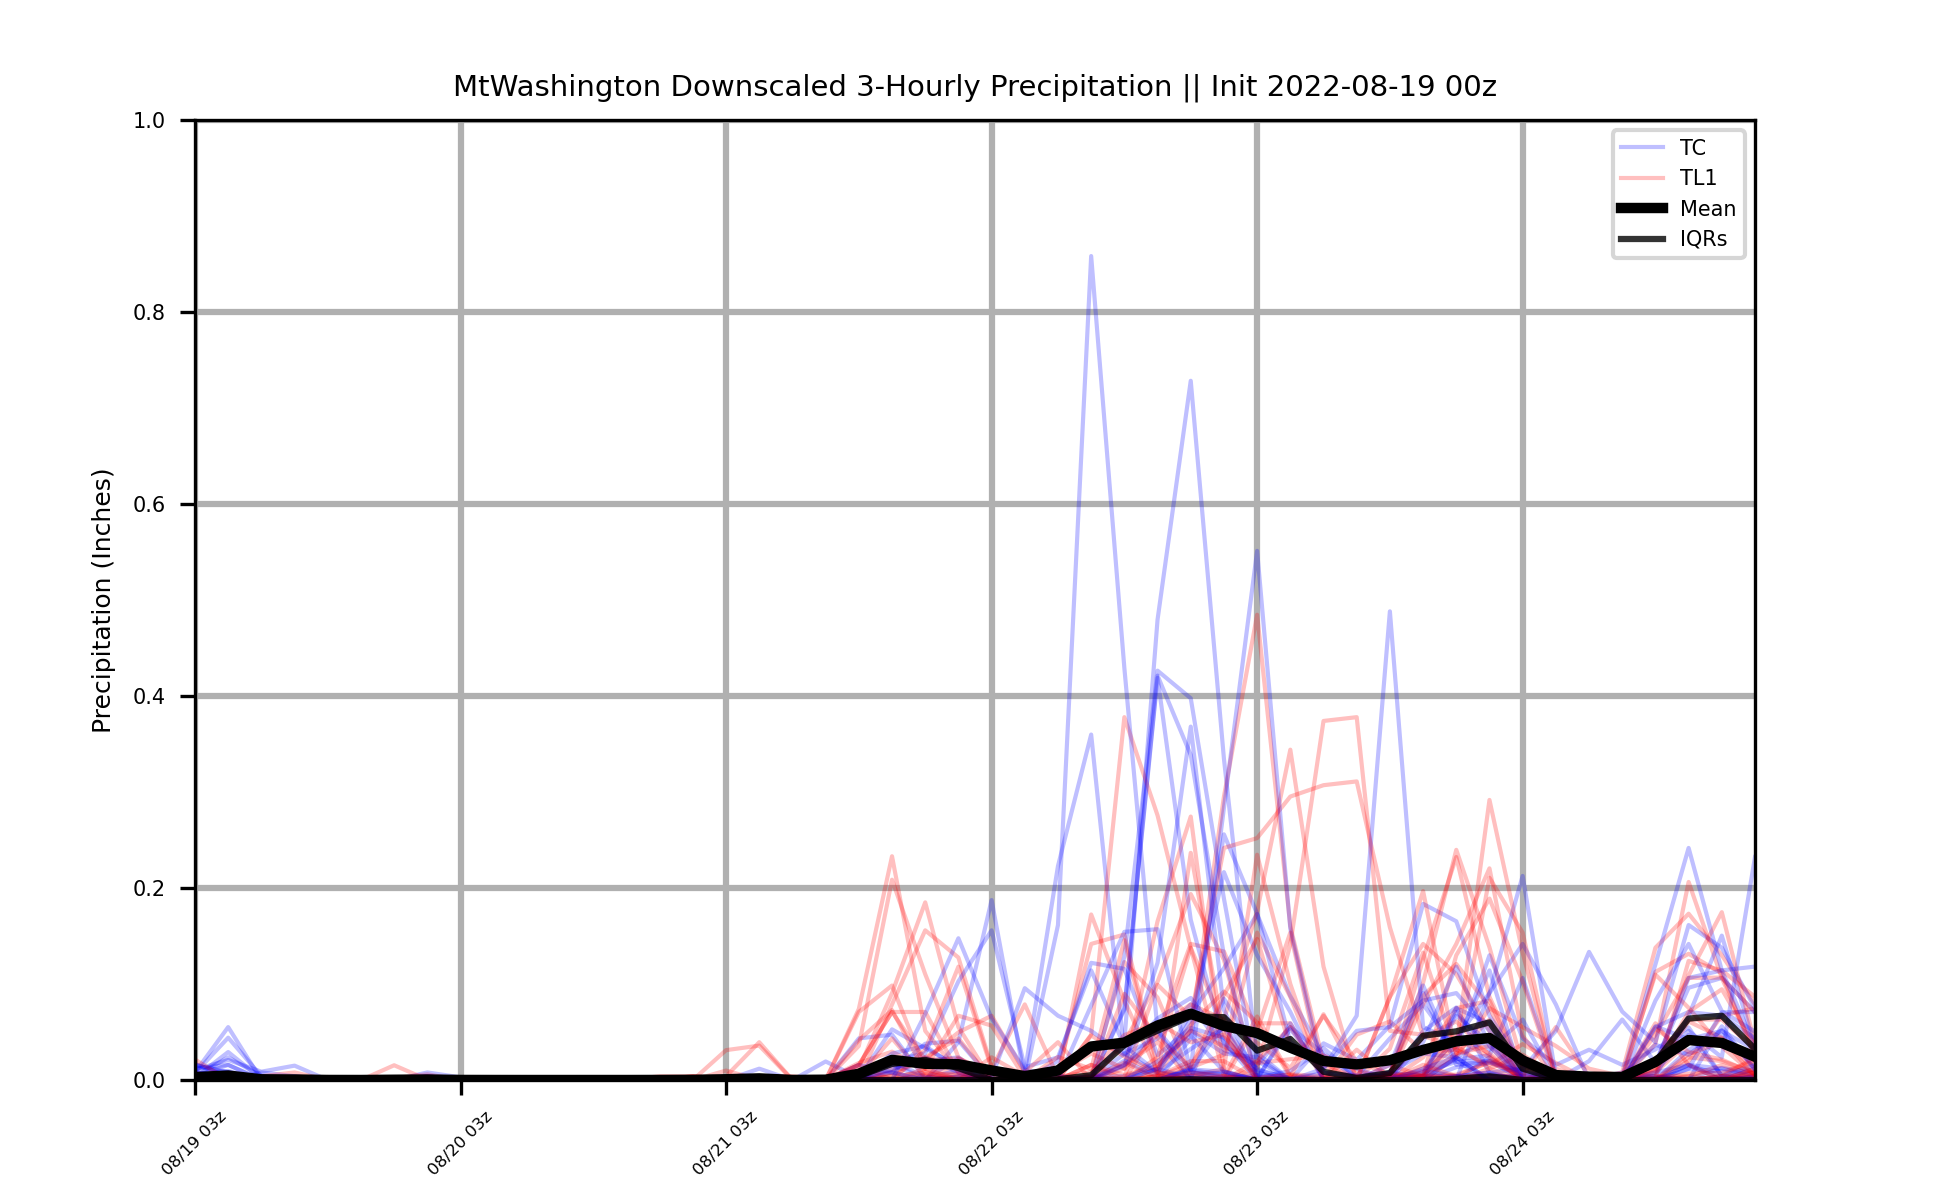 MtWashington Downscaled 3-Hourly Precipitation || Init 2022-08-19 00z
Precipitation (Inches)
1.0
0.8
0.6
0.4
0.2
0.0
TC
TL1
Mean
IQRs
08/19 03z
08/20 03z
08/21 03z
08/22 03z
08/23 03z
08/24 03z